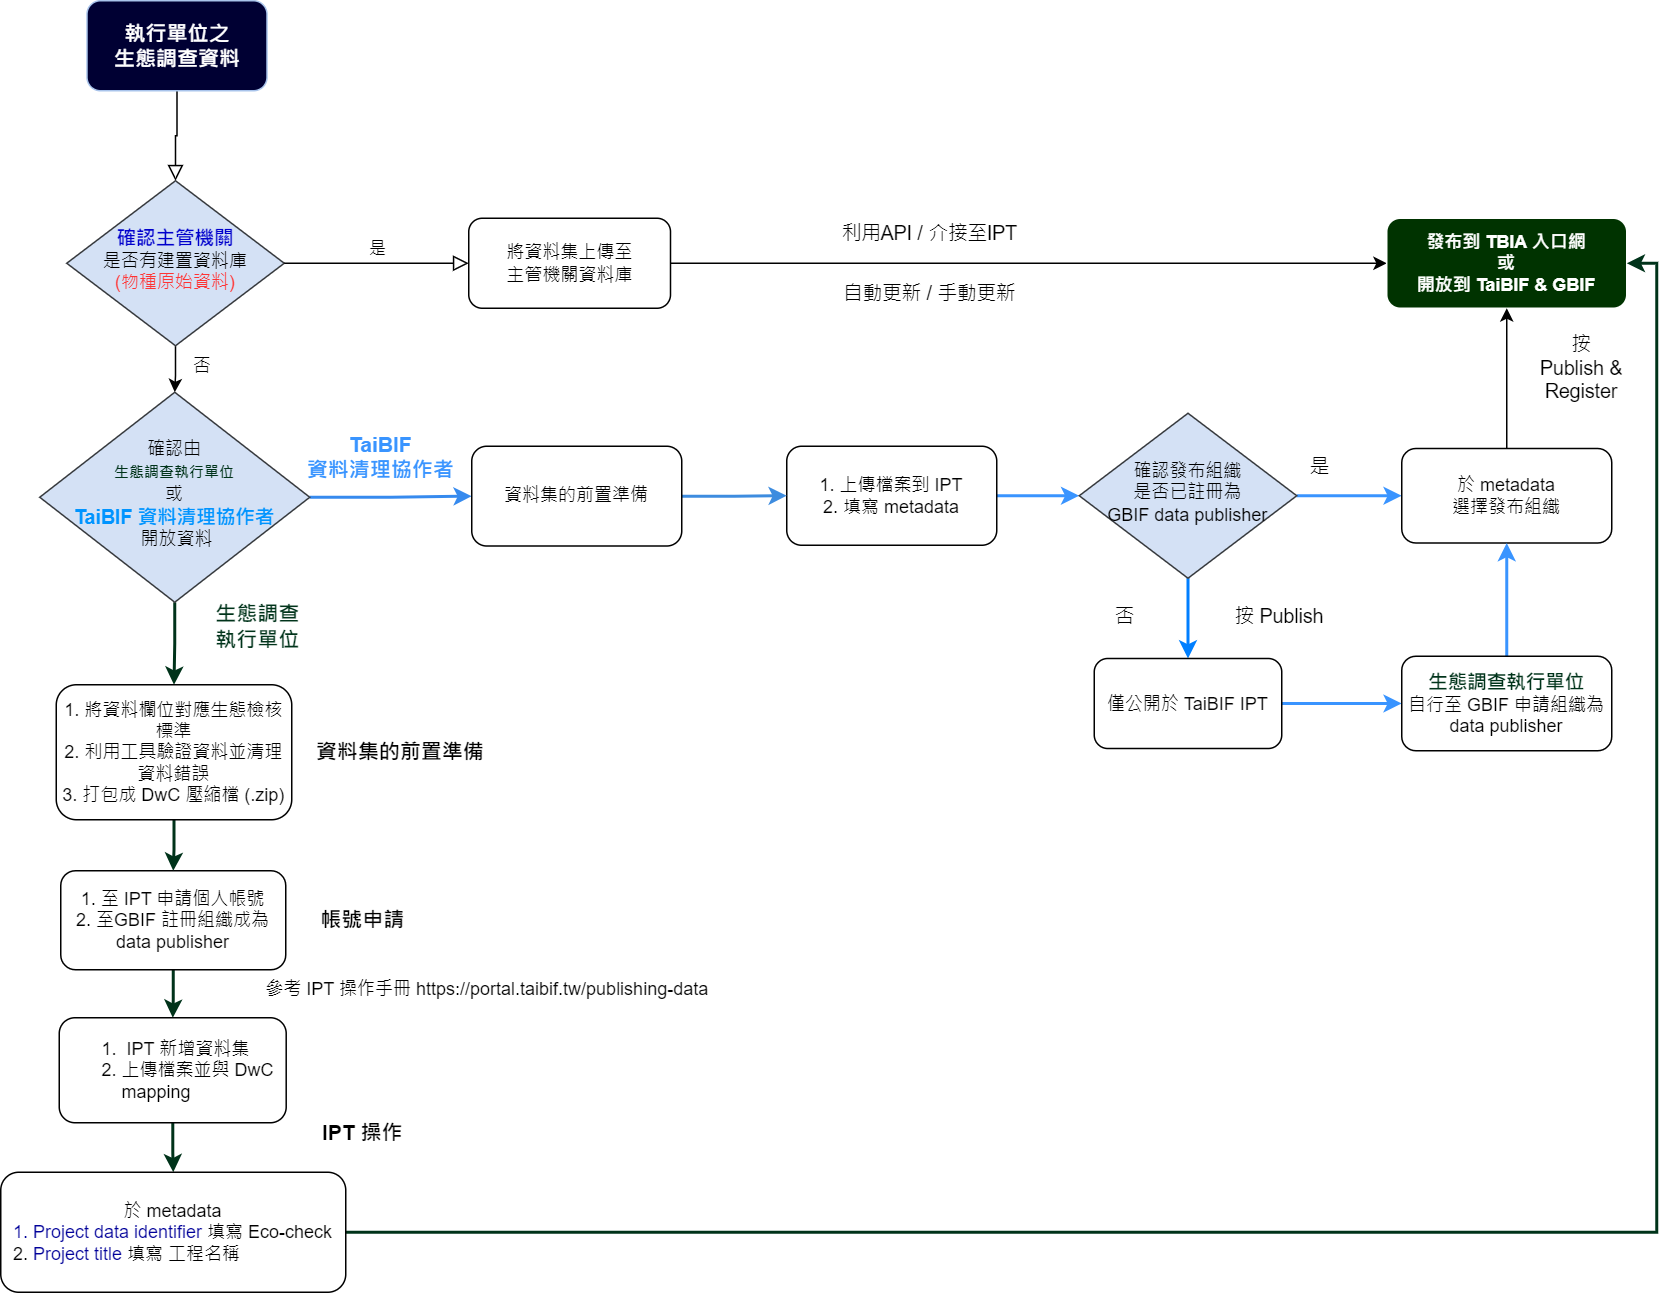 執行單位之
生態調查資料
確認主管機關
是否有建置資料庫
(物種原始資料)
是
將資料集上傳至
主管機關資料庫
利用API / 介接至IPT
自動更新 / 手動更新
發布到 TBIA 入口網
或
開放到 TaiBIF & GBIF
否
按
Publish &
Register
確認由
生態調查執行單位
或
TaiBIF 資料清理協作者
開放資料
TaiBIF
資料清理協作者
資料集的前置準備
1. 上傳檔案到 IPT
2. 填寫 metadata
確認發布組織
是否已註冊為
GBIF data publisher
是
於 metadata
選擇發布組織
否
按 Publish
僅公開於 TaiBIF IPT
生態調查執行單位
自行至 GBIF 申請組織為
data publisher
生態調查
執行單位
1. 將資料欄位對應生態檢核
標準
2. 利用工具驗證資料並清理
資料錯誤
3. 打包成 DwC 壓縮檔 (.zip)
資料集的前置準備
1. 至 IPT 申請個人帳號
2. 至GBIF 註冊組織成為
data publisher
帳號申請
參考 IPT 操作手冊 https://portal.taibif.tw/publishing-data
1. IPT 新增資料集
2. 上傳檔案並與 DwC
mapping
IPT 操作
於 metadata
1. Project data identifier 填寫 Eco-check
2. Project title 填寫 工程名稱